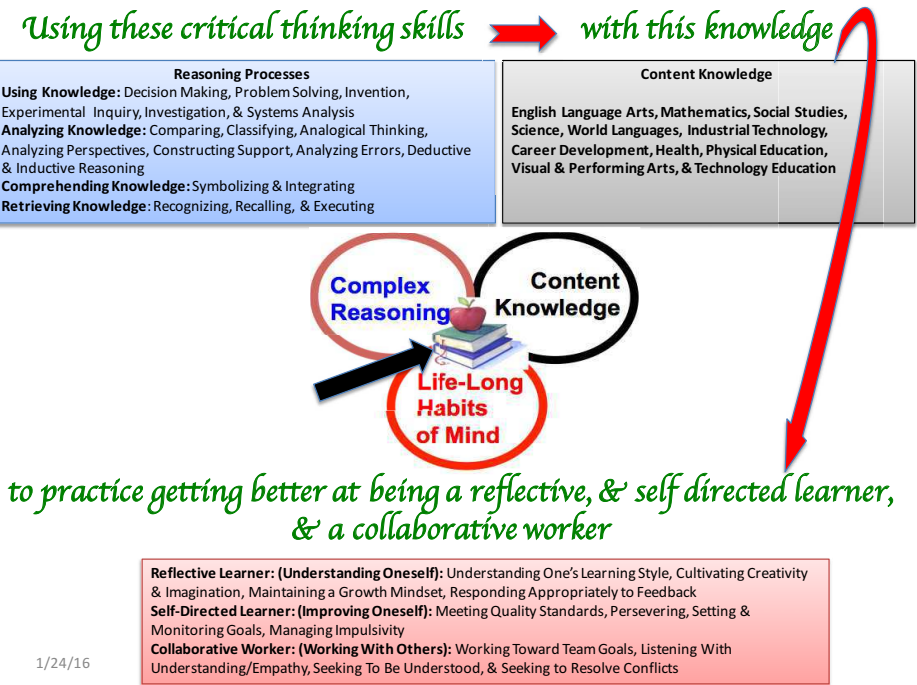 Using these critical thinking skills
with this knowledge
Reasoning Processes
Using Knowledge: Decision Making, Problem Solving, Invention,
Experimental Inquiry, Investigation, & Systems Analysis
Analyzing Knowledge: Comparing, Classifying, Analogical Thinking,
Analyzing Perspectives, Constructing Support, Analyzing Errors, Deductive
& Inductive Reasoning
Comprehending Knowledge: Symbolizing & Integrating
Retrieving Knowledge: Recognizing, Recalling, & Executing
Content Knowledge
English Language Arts, Mathematics, Social Studies,
Science, World Languages, Industrial Technology,
Career Development, Health, Physical Education,
Visual & Performing Arts, & Technology Education
Complex
Reasoning
Content
Knowledge
Life-Long
Habits
of Mind
to practice getting better at being a reflective, & self directed learner,
& a collaborative worker
Reflective Learner: (Understanding Oneself): Understanding One's Learning Style, Cultivating Creativity
& Imagination, Maintaining a Growth Mindset, Responding Appropriately to Feedback
Self-Directed Learner: (Improving Oneself): Meeting Quality Standards, Persevering, Setting &
Monitoring Goals, Managing Impulsivity
Collaborative Worker: (Working With Others): Working Toward Team Goals, Listening With
Understanding/Empathy, Seeking To Be Understood, & Seeking to Resolve Conflicts
1/24/16